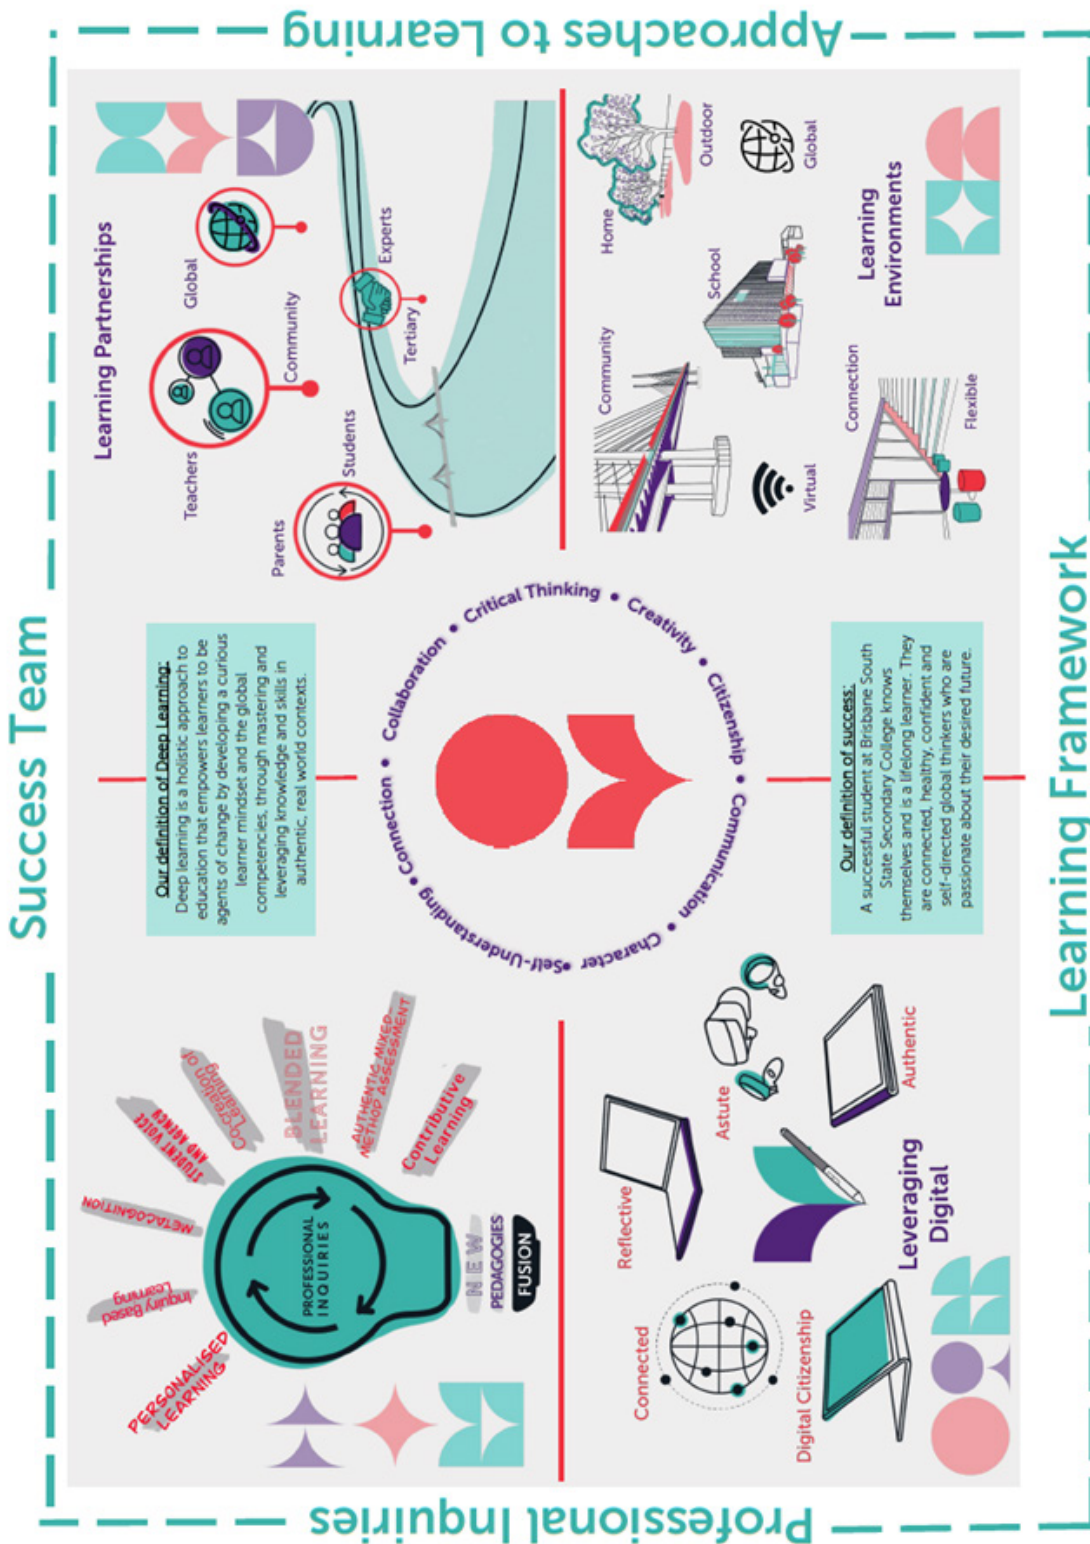 Success Team
Professional Inquiries
PERSONALISED
LEARNING
Inquiry Based
Learning
METACOGNITION
STUDENT VOICE
AND AGENCY
Co-creation of
Learning
BLENDED
LEARNING
AUTHENTIC MIXED-
METHOD ASSESSMENT
Contributive
Learning
PROFESSIONAL
INQUIRIES
NEW
PEDAGOGIES
FUSION
Our definition of Deep Learning:
Deep learning is a holistic approach to
education that empowers learners to be
agents of change by developing a curious
learner mindset and the global
competencies, through mastering and
leveraging knowledge and skills in
authentic, real world contexts.
Learning Partnerships
Teachers
Global
Community
Parents
Students
Tertiary
Experts
Approaches to Learning
Self-Understanding • Connection • Collaboration • Critical Thinking • Creativity • Citizenship • Communication • Character •
Connected
Reflective
Astute
Digital Citizenship
Authentic
Leveraging
Digital
Our definition of success:
A successful student at Brisbane South
State Secondary College knows
themselves and is a lifelong learner. They
are connected, healthy, confident and
self-directed global thinkers who are
passionate about their desired future.
Community
Home
Outdoor
School
Virtual
Global
Connection
Flexible
Learning
Environments
Learning Framework